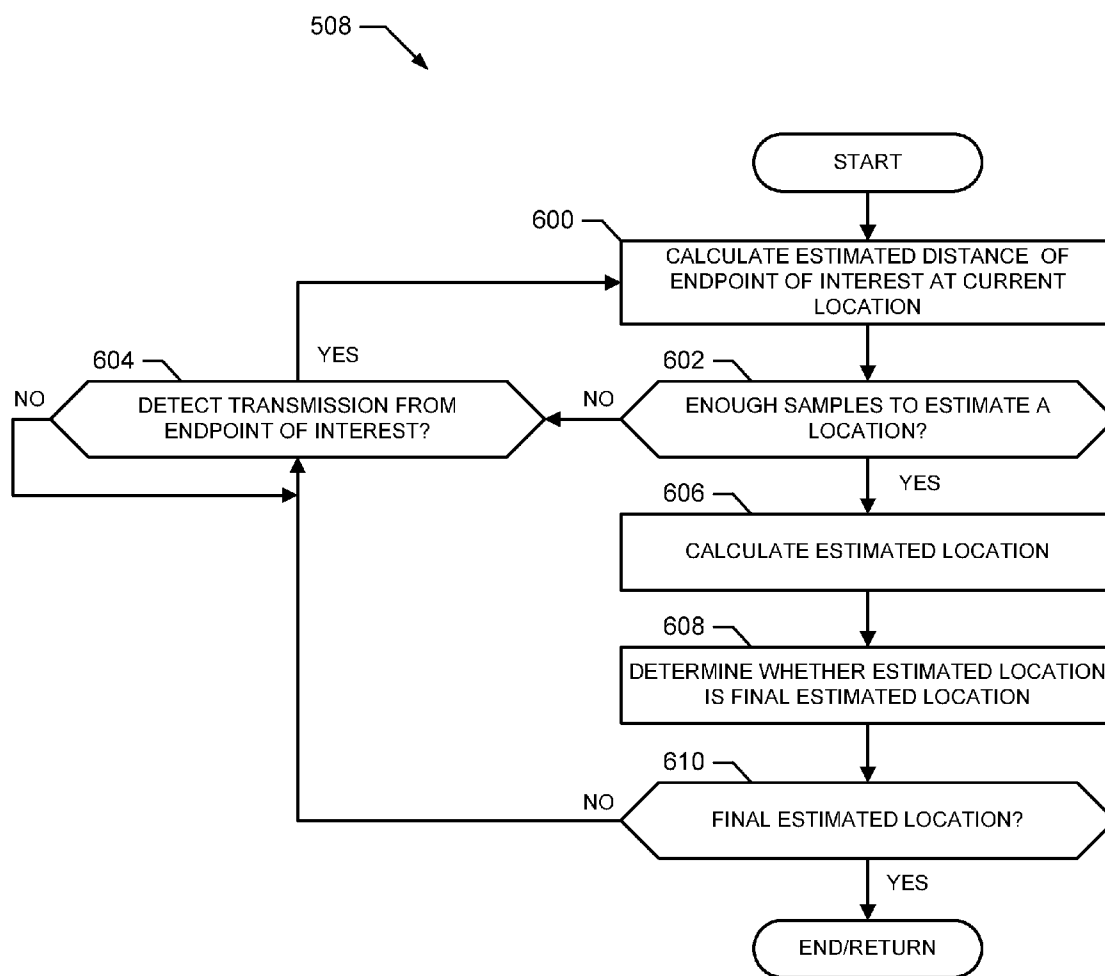 508
START
600
CALCULATE ESTIMATED DISTANCE OF
ENDPOINT OF INTEREST AT CURRENT
LOCATION
YES
604
602
NO
DETECT TRANSMISSION FROM
ENDPOINT OF INTEREST?
NO
ENOUGH SAMPLES TO ESTIMATE A
LOCATION?
YES
606
CALCULATE ESTIMATED LOCATION
608
DETERMINE WHETHER ESTIMATED LOCATION
IS FINAL ESTIMATED LOCATION
610
NO
FINAL ESTIMATED LOCATION?
YES
END/RETURN